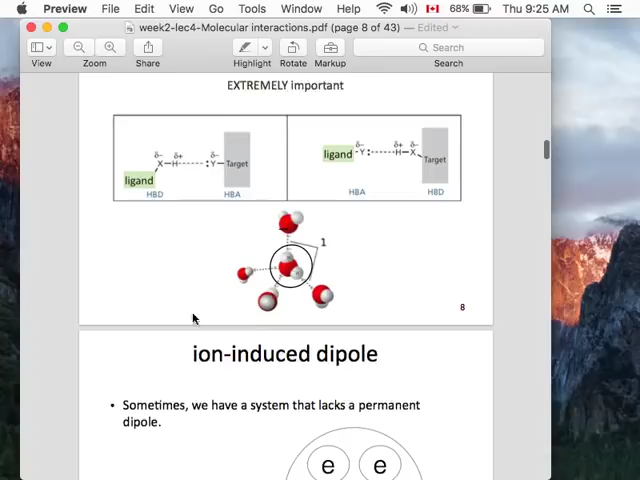 Preview File Edit View Go Tools Window 68% Thu 9:25 AM
week2-lec4-Molecular interactions.pdf (page 8 of 43) — Edited
Search
View Zoom Share Highlight Rotate Markup Search
EXTREMELY important
δ– δ+ δ–
X—H------:Y—Target
ligand
HBD HBA
δ– δ+ δ–
ligand -Y:------H—X
Target
HBA HBD
1
8
ion-induced dipole
• Sometimes, we have a system that lacks a permanent
dipole.
e e